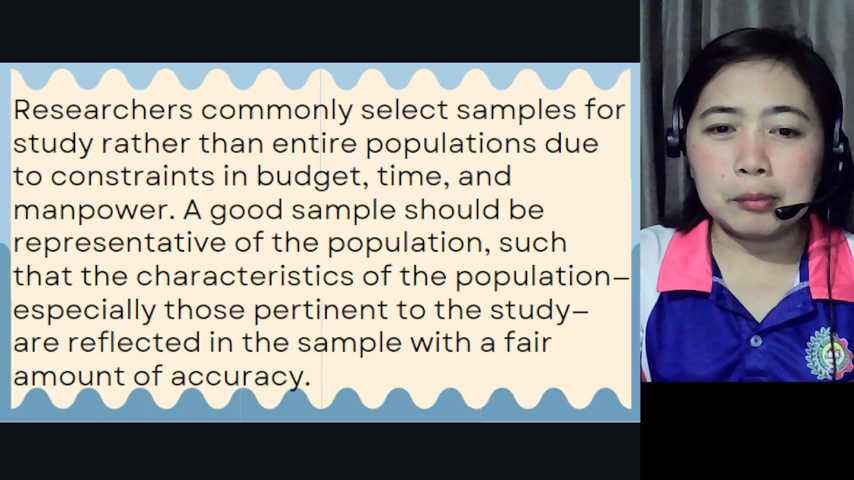 Researchers commonly select samples for
study rather than entire populations due
to constraints in budget, time, and
manpower. A good sample should be
representative of the population, such
that the characteristics of the population–
especially those pertinent to the study–
are reflected in the sample with a fair
amount of accuracy.